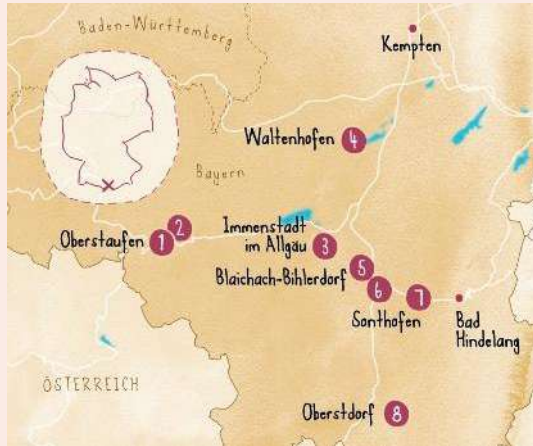 Baden-Württemberg
Kempten
Waltenhofen 4
Bayern
2
Oberstaufen 1
Immenstadt
im Allgäu 3
Blaichach-Bihlerdorf 5
6
Sonthofen 7
Bad
Hindelang
ÖSTERREICH
Oberstdorf 8